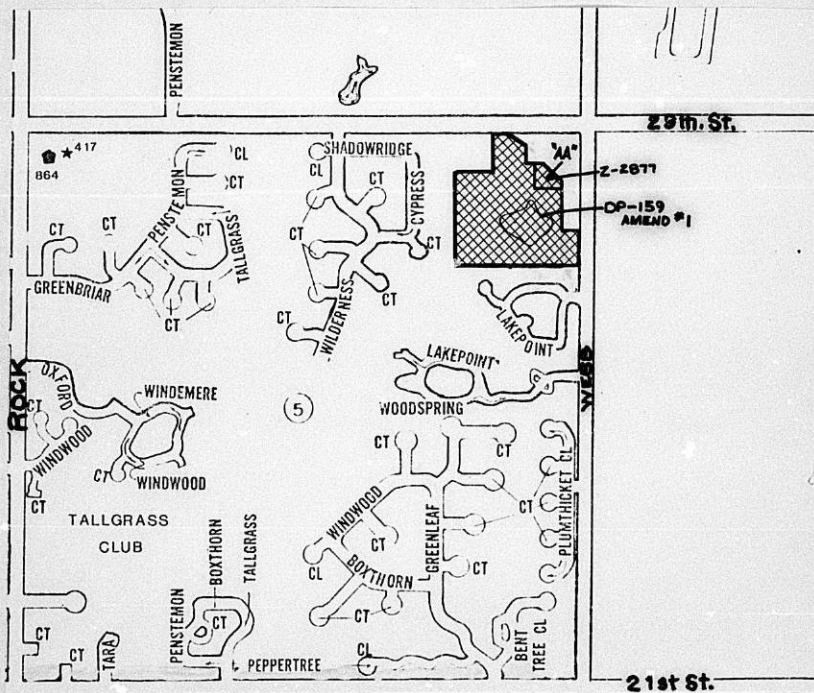 PENSTEMON
29th. St.
★ 417
864
CL
CT
PENSTEMON
CT
CT
CT
TALLGRASS
GREENBRIAR
CT
SHADOWRIDGE
CL
CT
CYPRESS
CT
CT
CT
WILDERNESS
CT
"AA"
Z-2877
DP-159
AMEND #1
LAKEPOINT
LAKEPOINT
WOODSPRING
WEBB
ROCK
OXFORD
WINDEMERE
CT
WINDWOOD
CT
WINDWOOD
CT
5
TALLGRASS
CLUB
CT
CT
CT
PLUMTHICKET CL
WINDWOOD
CT
GREENLEAF
CT
CL
BOXTHORN
CT
CT
BOXTHORN
TALLGRASS
CT
PENSTEMON
CT
CT
TARA
PEPPERTREE
CL
BENT
TREE CL
21st St.